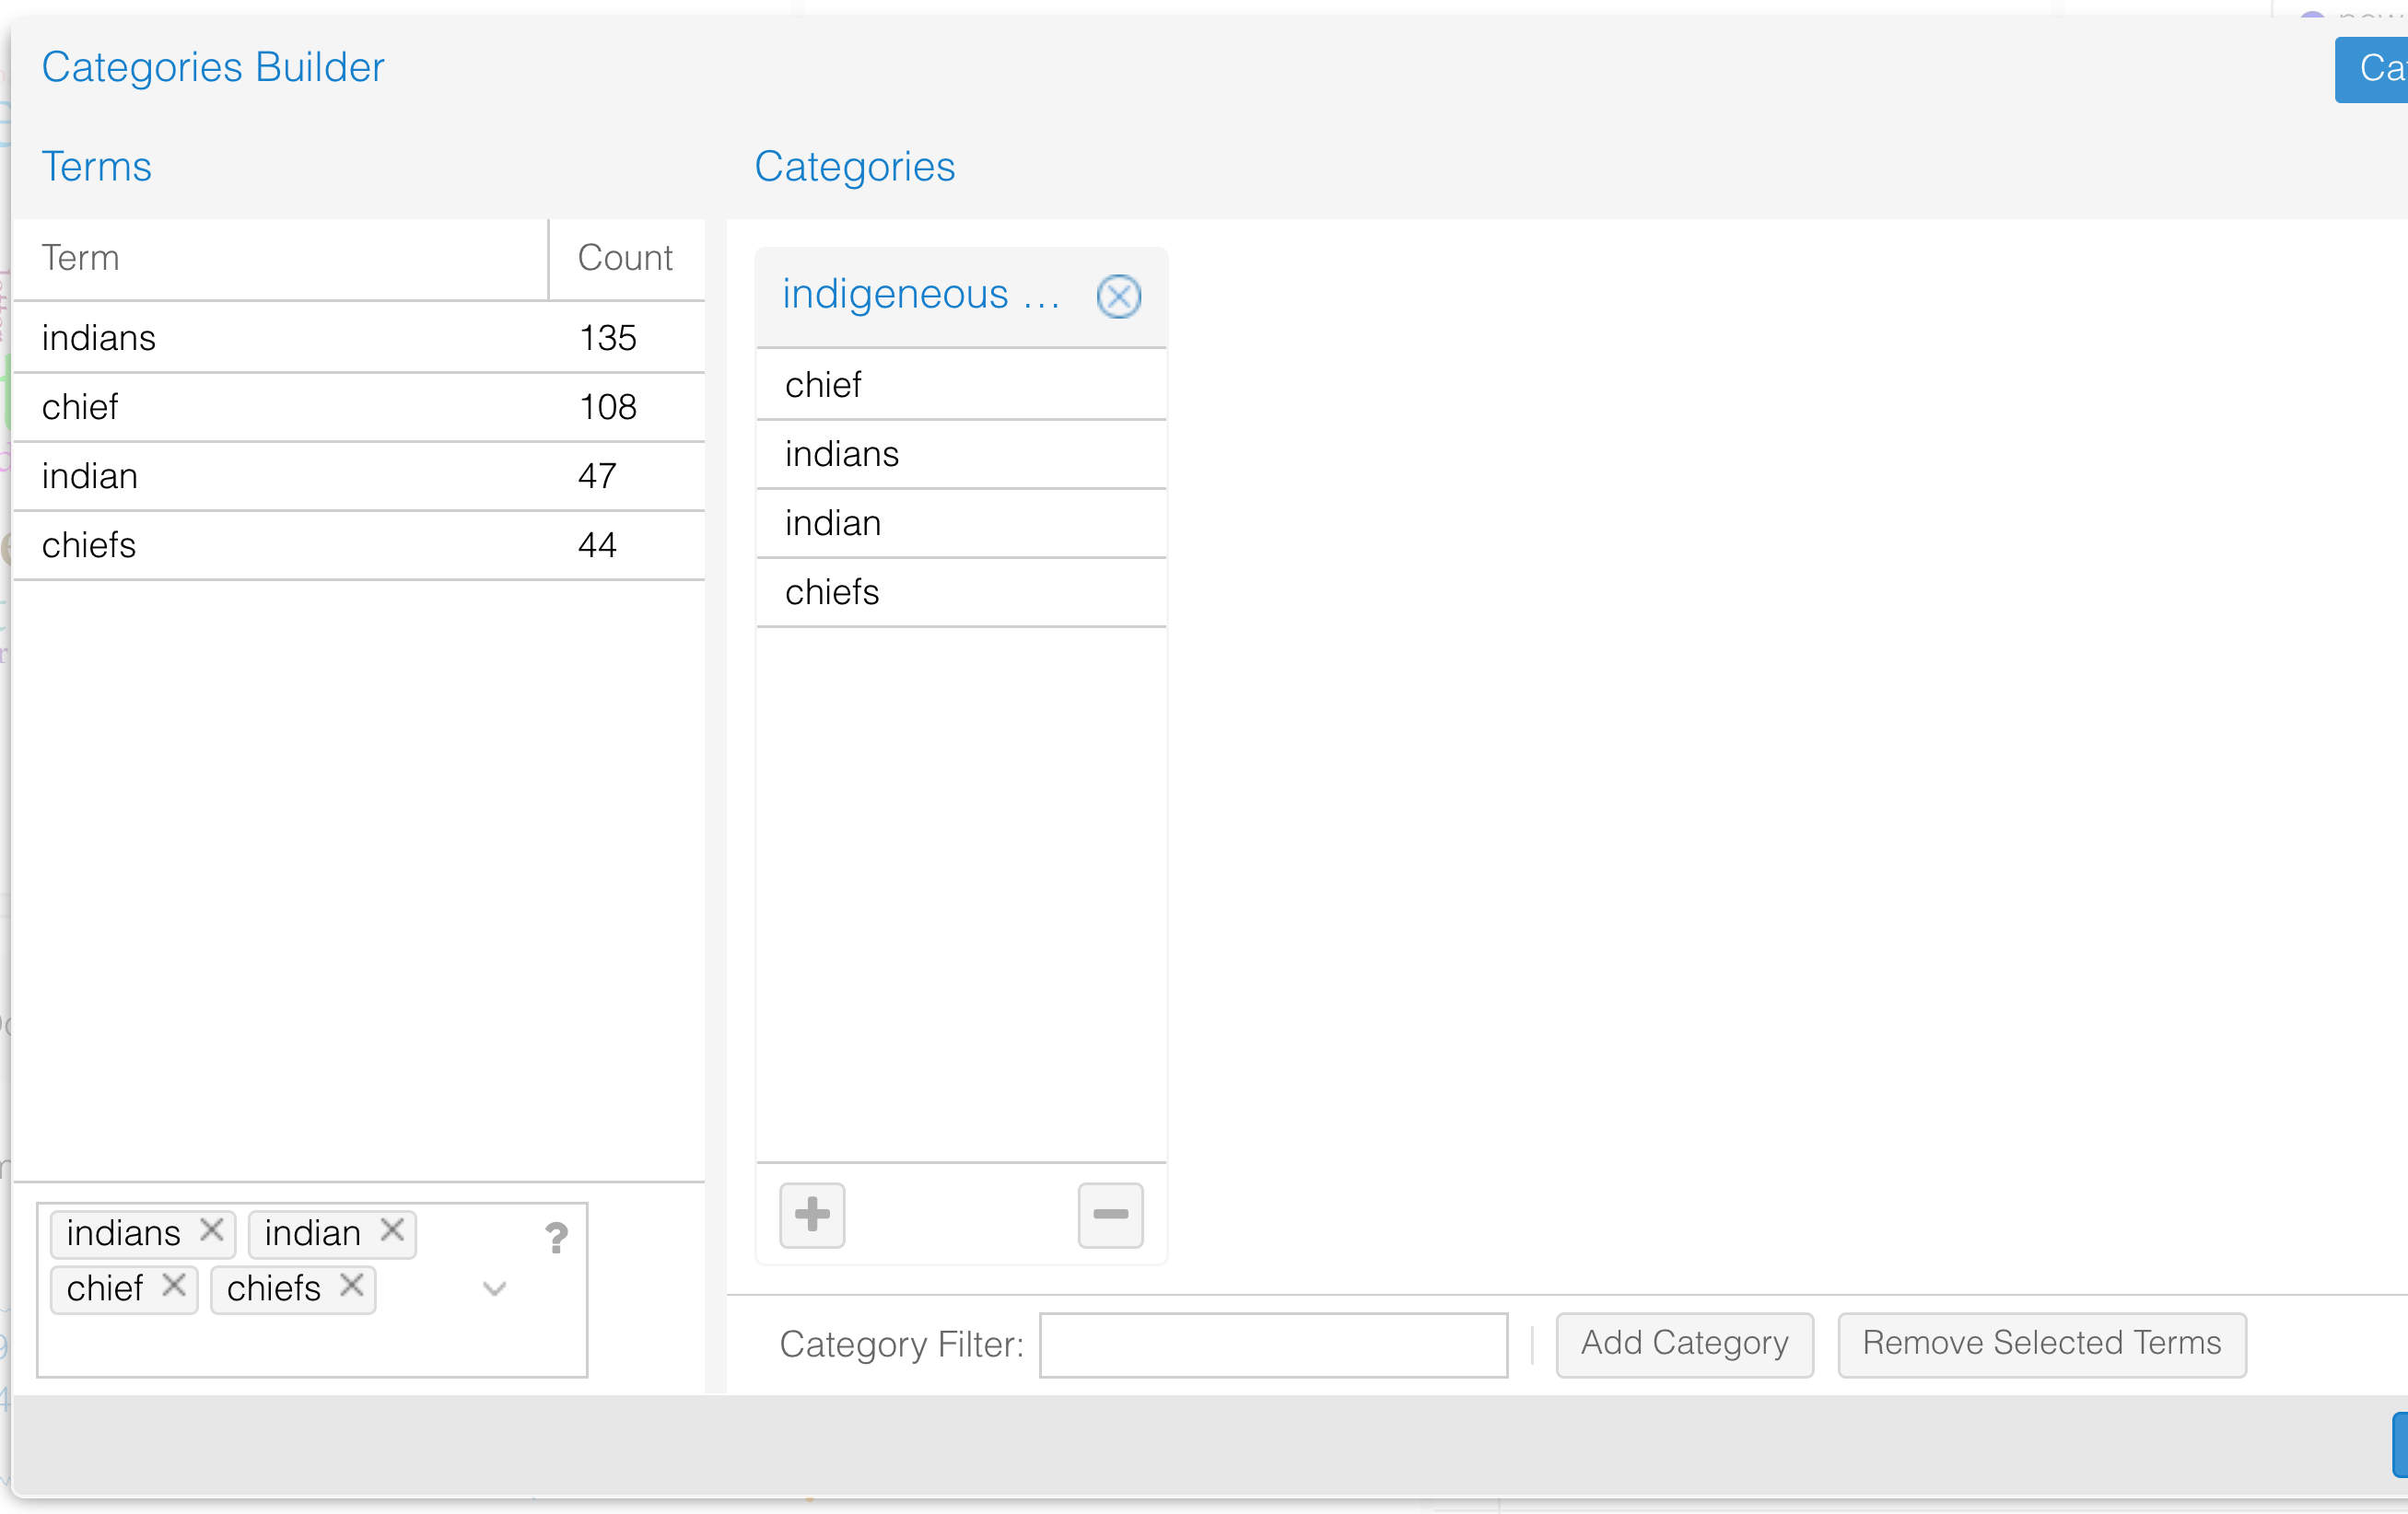 Categories Builder
Terms
Categories
Term Count
indians 135
chief 108
indian 47
chiefs 44
indigeneous ...
chief
indians
indian
chiefs
indians indian ?
chief chiefs
Category Filter: Add Category Remove Selected Terms